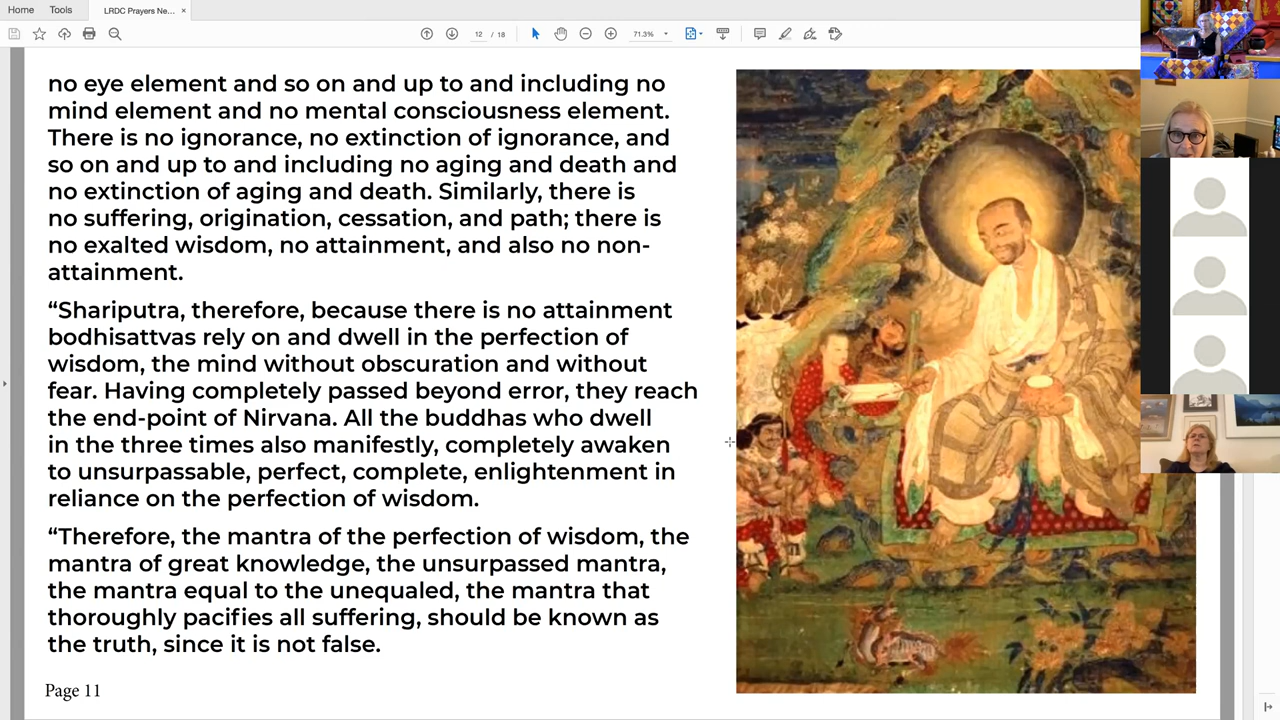 Home Tools LRDC Prayers Ne... ×
12 / 18 71.3%
no eye element and so on and up to and including no
mind element and no mental consciousness element.
There is no ignorance, no extinction of ignorance, and
so on and up to and including no aging and death and
no extinction of aging and death. Similarly, there is
no suffering, origination, cessation, and path; there is
no exalted wisdom, no attainment, and also no non-
attainment.
“Shariputra, therefore, because there is no attainment
bodhisattvas rely on and dwell in the perfection of
wisdom, the mind without obscuration and without
fear. Having completely passed beyond error, they reach
the end-point of Nirvana. All the buddhas who dwell
in the three times also manifestly, completely awaken
to unsurpassable, perfect, complete, enlightenment in
reliance on the perfection of wisdom.
“Therefore, the mantra of the perfection of wisdom, the
mantra of great knowledge, the unsurpassed mantra,
the mantra equal to the unequaled, the mantra that
thoroughly pacifies all suffering, should be known as
the truth, since it is not false.
Page 11